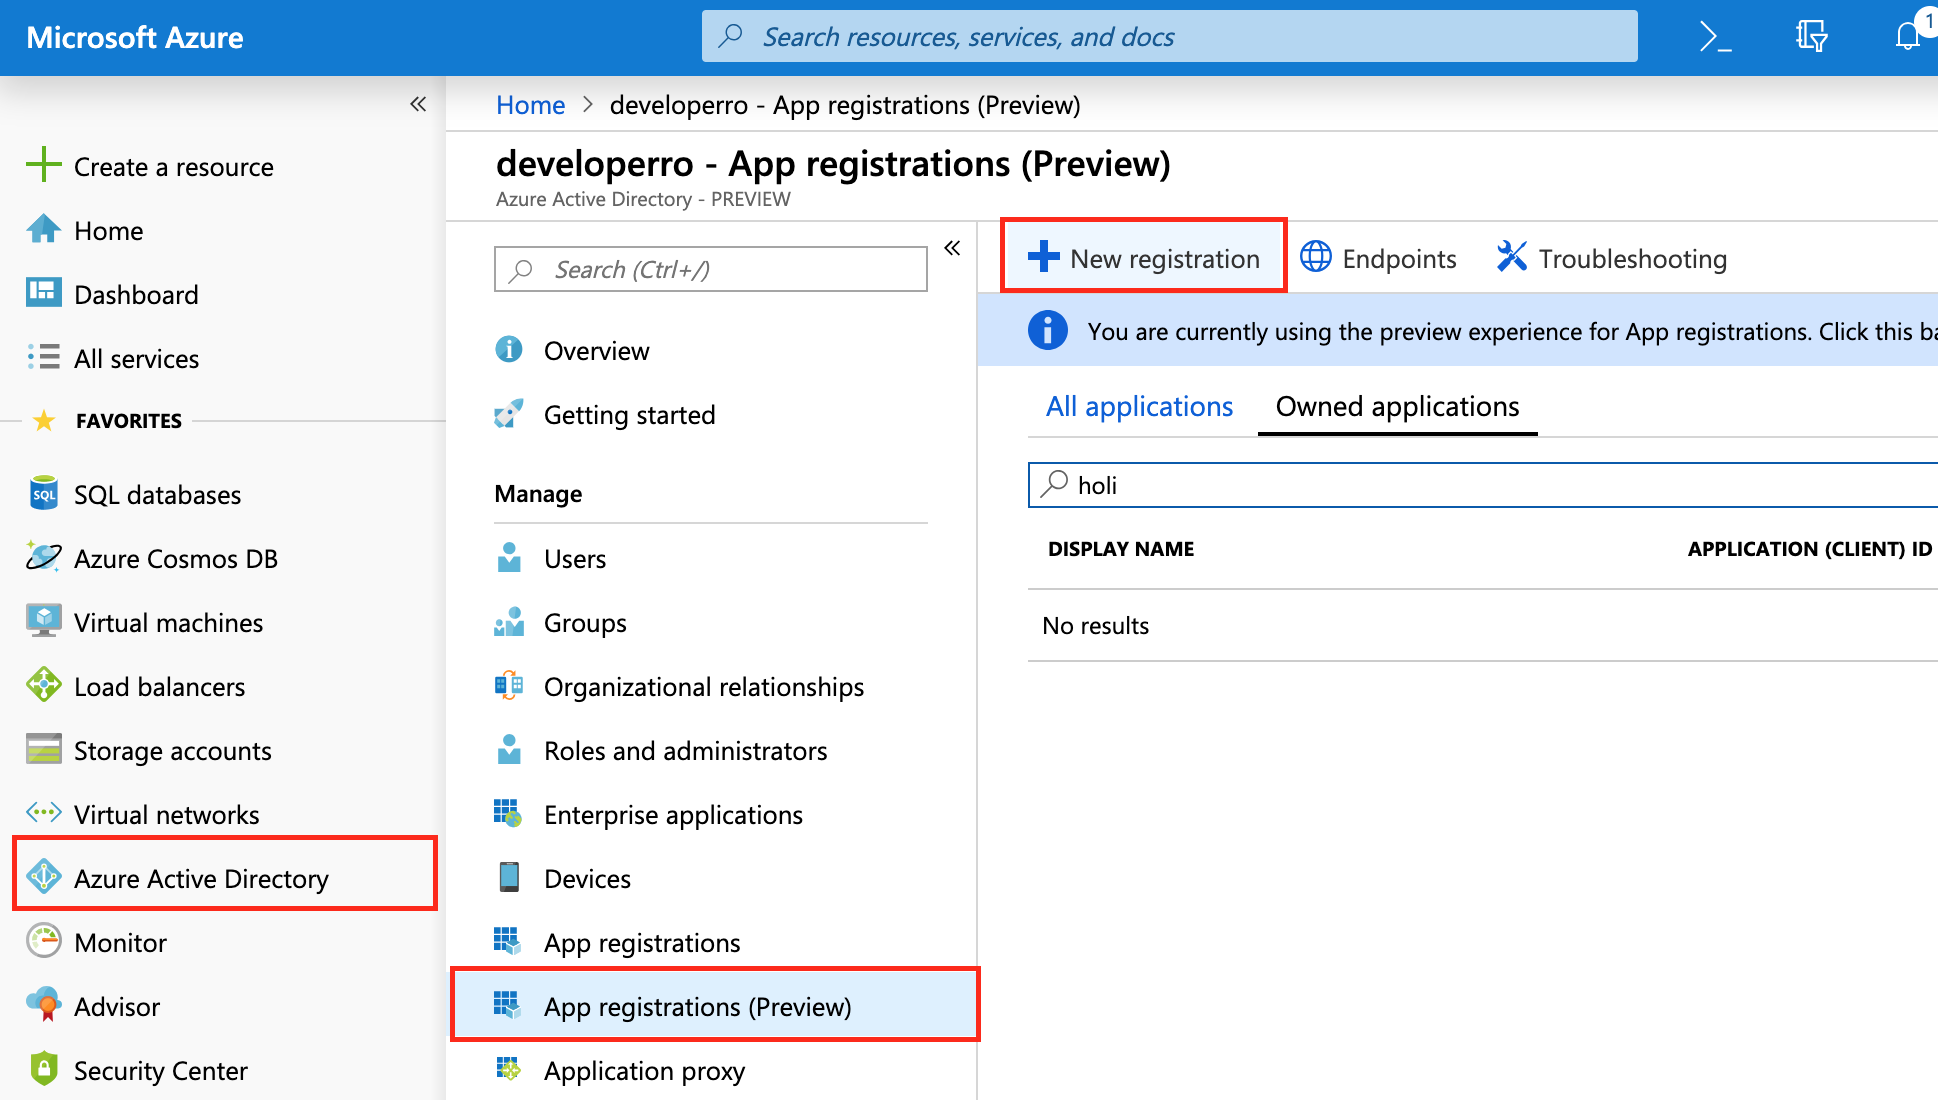 Microsoft Azure
Search resources, services, and docs
1
Home > developerro - App registrations (Preview)
developerro - App registrations (Preview)
Azure Active Directory - PREVIEW
Create a resource
Home
Dashboard
All services
FAVORITES
SQL databases
Azure Cosmos DB
Virtual machines
Load balancers
Storage accounts
Virtual networks
Azure Active Directory
Monitor
Advisor
Security Center
Search (Ctrl+/)
Overview
Getting started
Manage
Users
Groups
Organizational relationships
Roles and administrators
Enterprise applications
Devices
App registrations
App registrations (Preview)
Application proxy
New registration Endpoints Troubleshooting
You are currently using the preview experience for App registrations. Click this ba
All applications Owned applications
holi
DISPLAY NAME APPLICATION (CLIENT) ID
No results